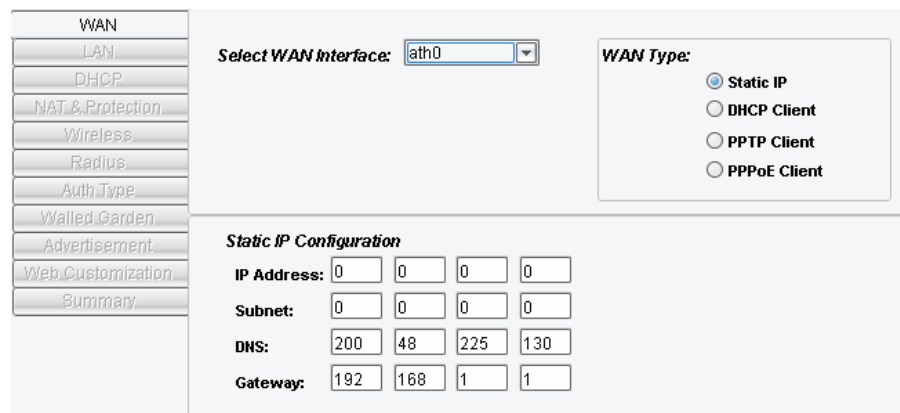 WAN
LAN
DHCP
NAT & Protection
Wireless
Radius
Auth Type
Walled Garden
Advertisement
Web Customization
Summary
Select WAN Interface: ath0
WAN Type:
Static IP
DHCP Client
PPTP Client
PPPoE Client
Static IP Configuration
IP Address: 0 0 0 0
Subnet: 0 0 0 0
DNS: 200 48 225 130
Gateway: 192 168 1 1